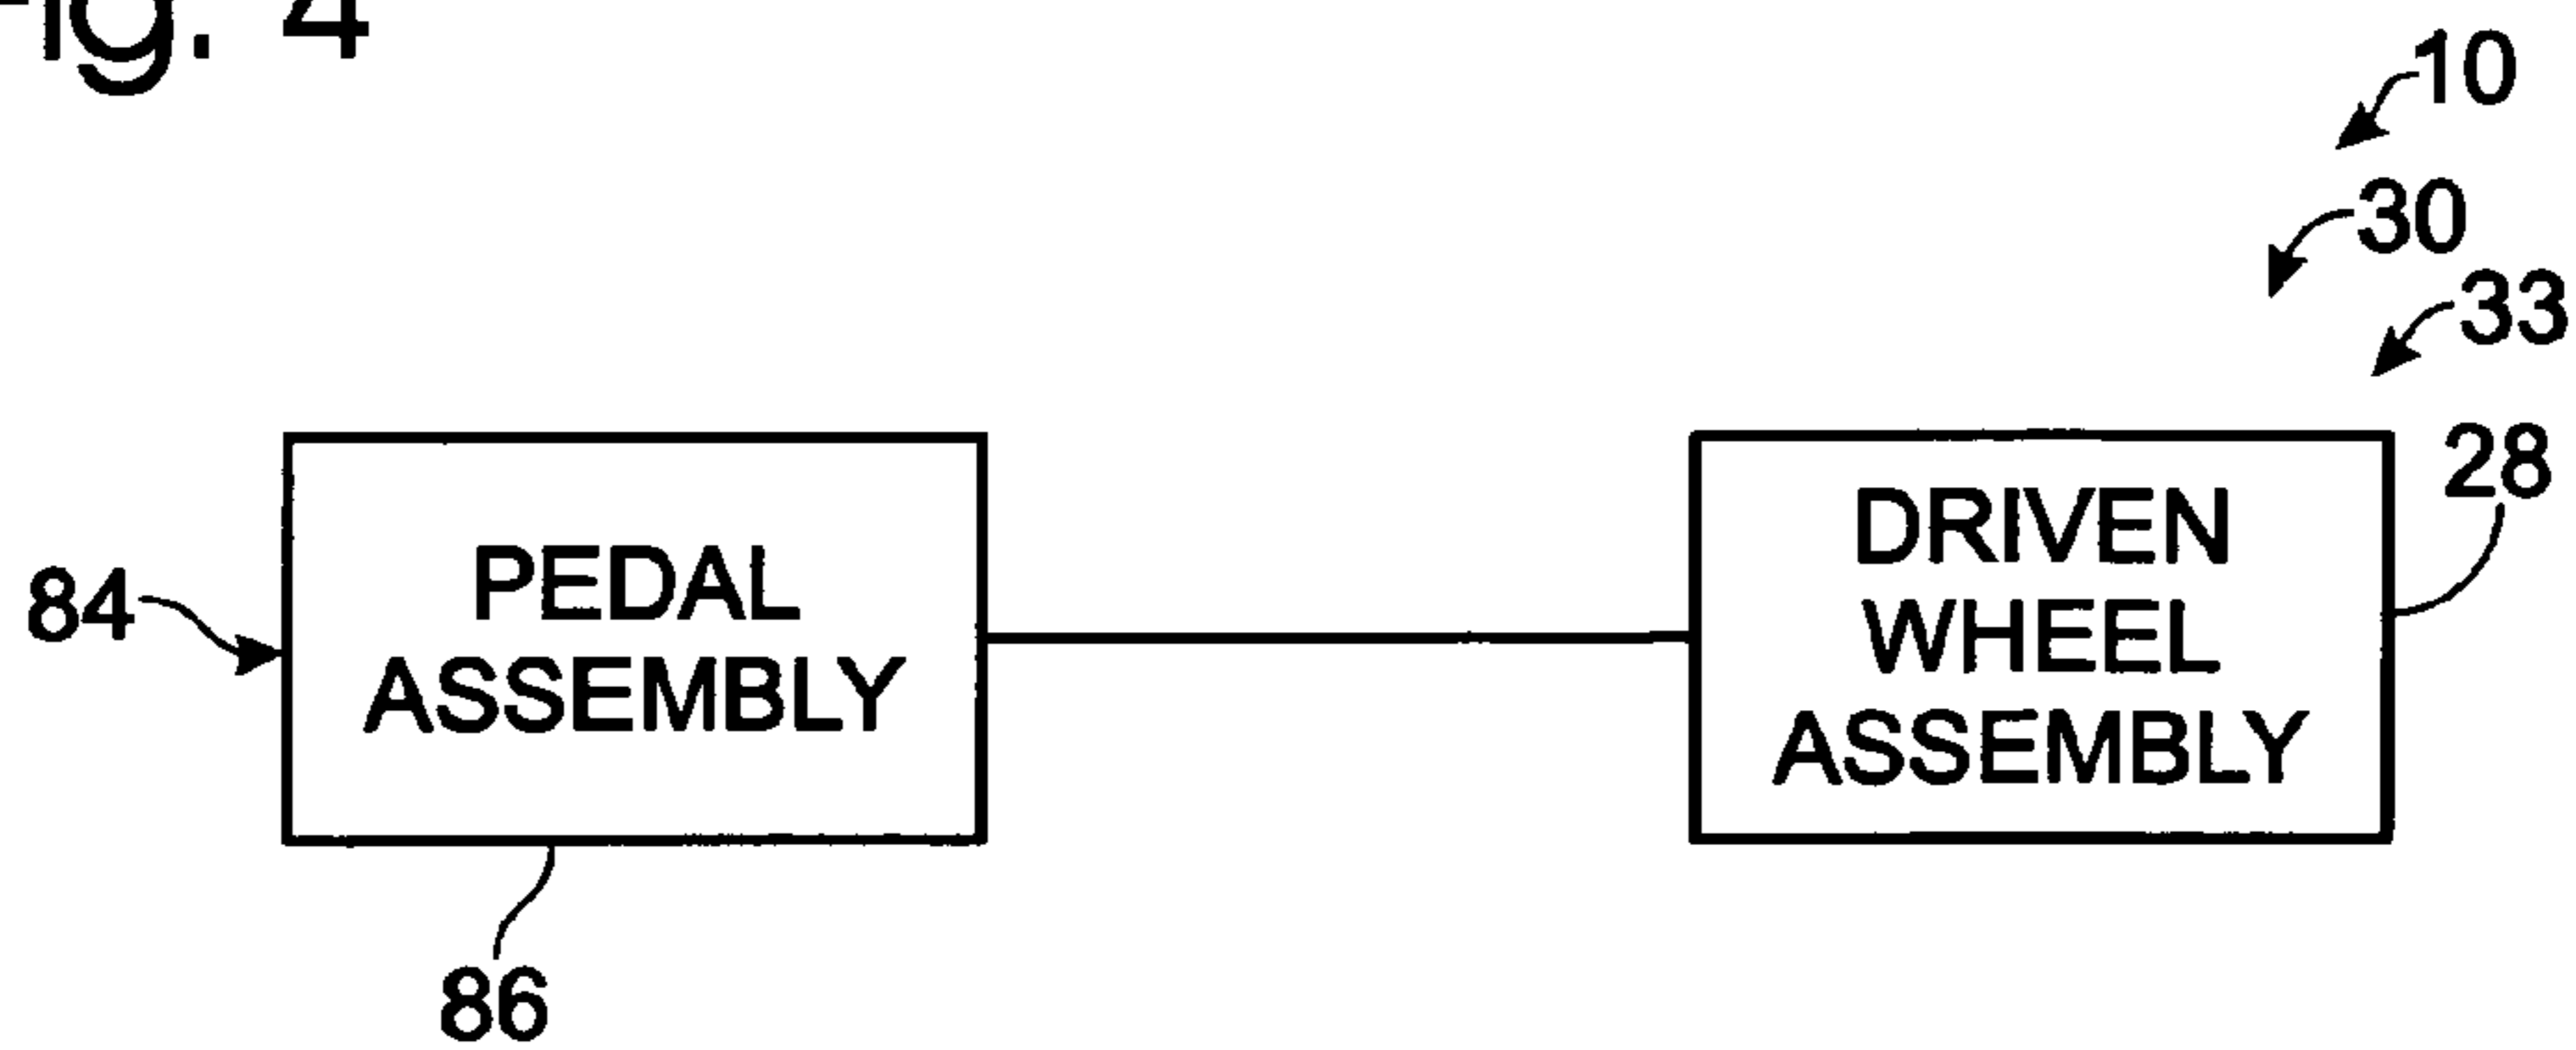 Fig. 4
10
30
33
28
84
PEDAL
ASSEMBLY
DRIVEN
WHEEL
ASSEMBLY
86